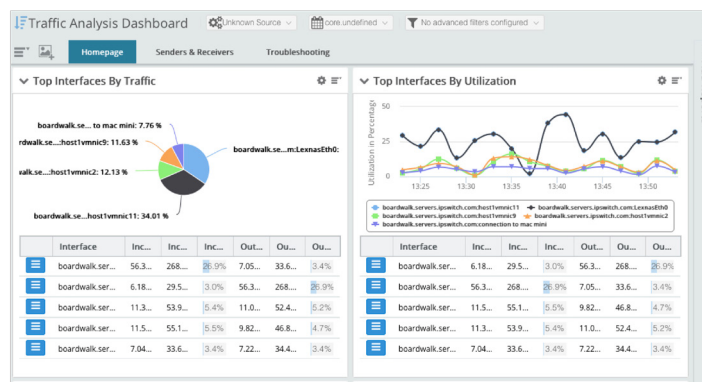 Traffic Analysis Dashboard
Unknown Source
core.undefined
No advanced filters configured
Homepage
Senders & Receivers
Troubleshooting
Top Interfaces By Traffic
boardwalk.se... to mac mini: 7.76 %
rdwalk.se....:host1vmnic9: 11.63 %
valk.se....:host1vmnic2: 12.13 %
boardwalk.se...m:LexnasEth0:
boardwalk.se....host1vmnic11: 34.01 %
Interface Inc... Inc... Inc... Out... Ou... Ou...
boardwalk.ser... 56.3... 268.... 26.9% 7.05... 33.6... 3.4%
boardwalk.ser... 6.18... 29.5... 3.0% 56.3... 268.... 26.9%
boardwalk.ser... 11.3... 53.9... 5.4% 11.0... 52.4... 5.2%
boardwalk.ser... 11.5... 55.1... 5.5% 9.82... 46.8... 4.7%
boardwalk.ser... 7.04... 33.6... 3.4% 7.22... 34.4... 3.4%
Top Interfaces By Utilization
Utilization in Percentage
50
25
0
13:25 13:30 13:35 13:40 13:45 13:50
boardwalk.servers.ipswitch.com:host1vmnic11 boardwalk.servers.ipswitch.com:LexnasEth0
boardwalk.servers.ipswitch.com:host1vmnic9 boardwalk.servers.ipswitch.com:host1vmnic2
boardwalk.servers.ipswitch.com:connection to mac mini
Interface Inc... Inc... Inc... Out... Ou... Ou...
boardwalk.ser... 6.18... 29.5... 3.0% 56.3... 268.... 26.9%
boardwalk.ser... 56.3... 268.... 26.9% 7.05... 33.6... 3.4%
boardwalk.ser... 11.5... 55.1... 5.5% 9.82... 46.8... 4.7%
boardwalk.ser... 11.3... 53.9... 5.4% 11.0... 52.4... 5.2%
boardwalk.ser... 7.04... 33.6... 3.4% 7.22... 34.4... 3.4%